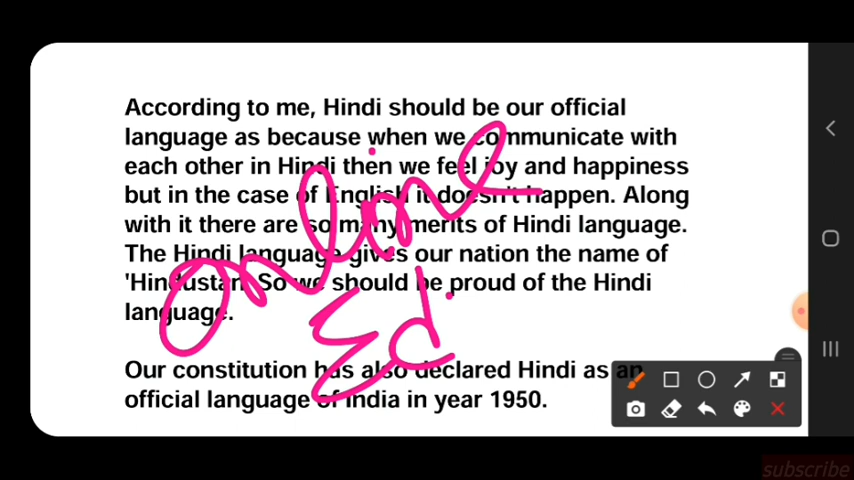 According to me, Hindi should be our official
language as because when we communicate with
each other in Hindi then we feel joy and happiness
but in the case of English it doesn't happen. Along
with it there are so many merits of Hindi language.
The Hindi language gives our nation the name of
'Hindustan. So we should be proud of the Hindi
language.
Online
Ed.
Our constitution has also declared Hindi as an
official language of India in year 1950.
subscribe